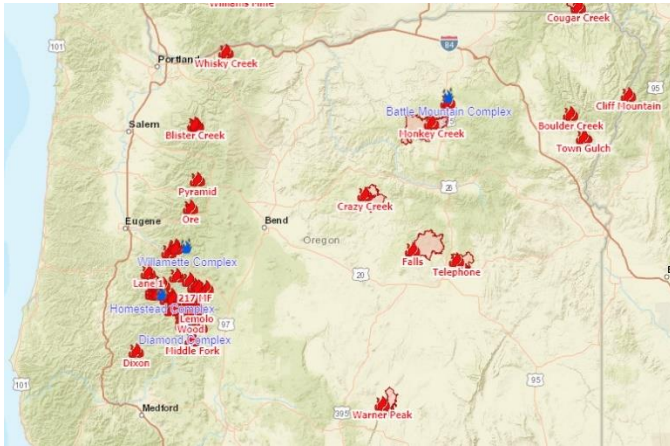 Williams Mine
Cougar Creek
101
84
Portland
Whisky Creek
95
Cliff Mountain
Battle Mountain Complex
Boulder Creek
Salem
Blister Creek
Monkey Creek
Town Gulch
Pyramid
26
Crazy Creek
Ore
Eugene
Bend
Oregon
Willamette Complex
Falls
Telephone
Lane 1
20
217 MF
Homestead Complex
Lemolo
97
Wood
Diamond Complex
Middle Fork
Dixon
101
95
395
Warner Peak
Medford